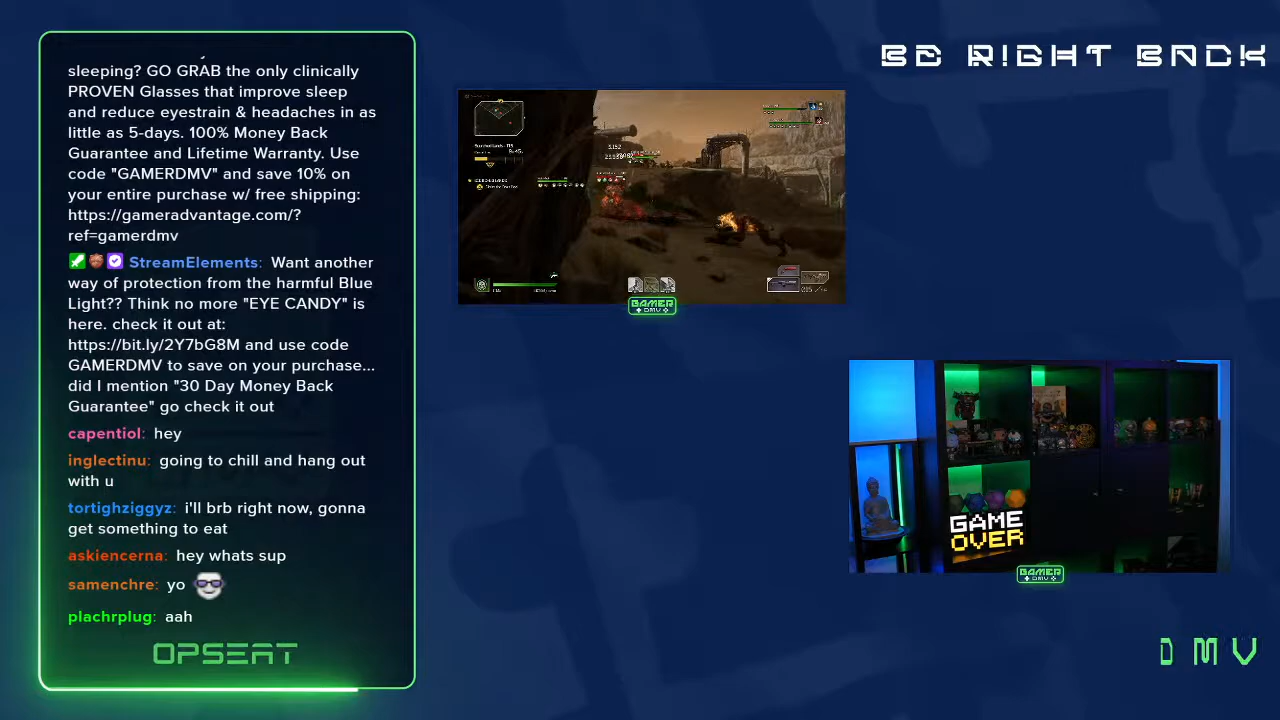 sleeping? GO GRAB the only clinically
PROVEN Glasses that improve sleep
and reduce eyestrain & headaches in as
little as 5-days. 100% Money Back
Guarantee and Lifetime Warranty. Use
code "GAMERDMV" and save 10% on
your entire purchase w/ free shipping:
https://gameradvantage.com/?
ref=gamerdmv
StreamElements: Want another
way of protection from the harmful Blue
Light?? Think no more "EYE CANDY" is
here. check it out at:
https://bit.ly/2Y7bG8M and use code
GAMERDMV to save on your purchase...
did I mention "30 Day Money Back
Guarantee" go check it out
capentiol: hey
inglectinu: going to chill and hang out
with u
tortighziggyz: i'll brb right now, gonna
get something to eat
askiencerna: hey whats sup
samenchre: yo
plachrplug: aah
OPSEAT
BE RIGHT BACK
GAMER
DMV
GAME
OVER
GAMER
DMV
DMV